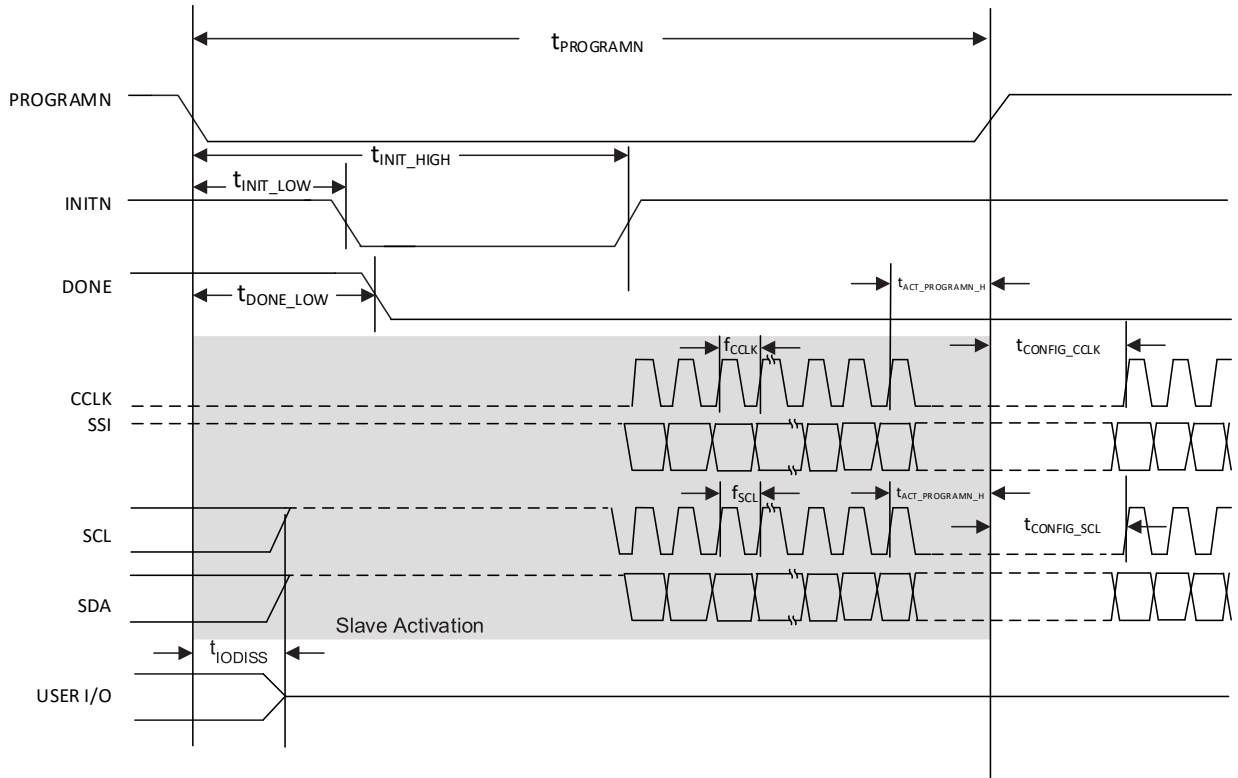 tPROGRAMN
PROGRAMN
tINIT_HIGH
tINIT_LOW
INITN
DONE
tDONE_LOW
tACT_PROGRAMN_H
fCCLK
tCONFIG_CCLK
CCLK
SSI
fSCL
tACT_PROGRAMN_H
SCL
tCONFIG_SCL
SDA
Slave Activation
tIODISS
USER I/O